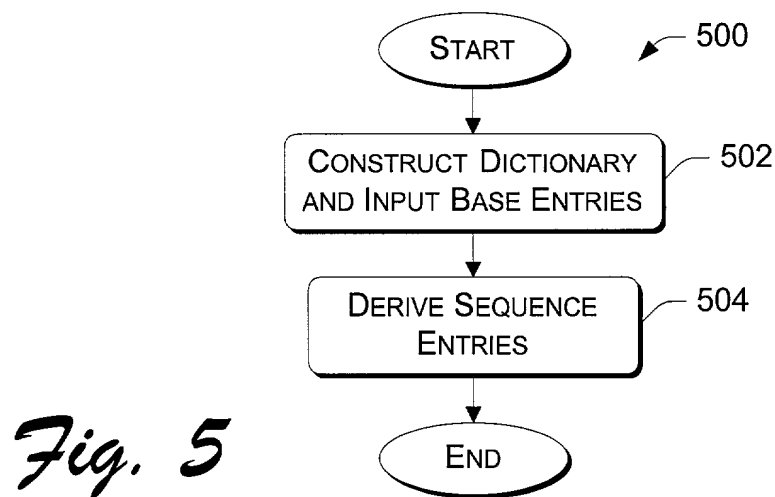 START
500
CONSTRUCT DICTIONARY
AND INPUT BASE ENTRIES
502
DERIVE SEQUENCE
ENTRIES
504
END
Fig. 5